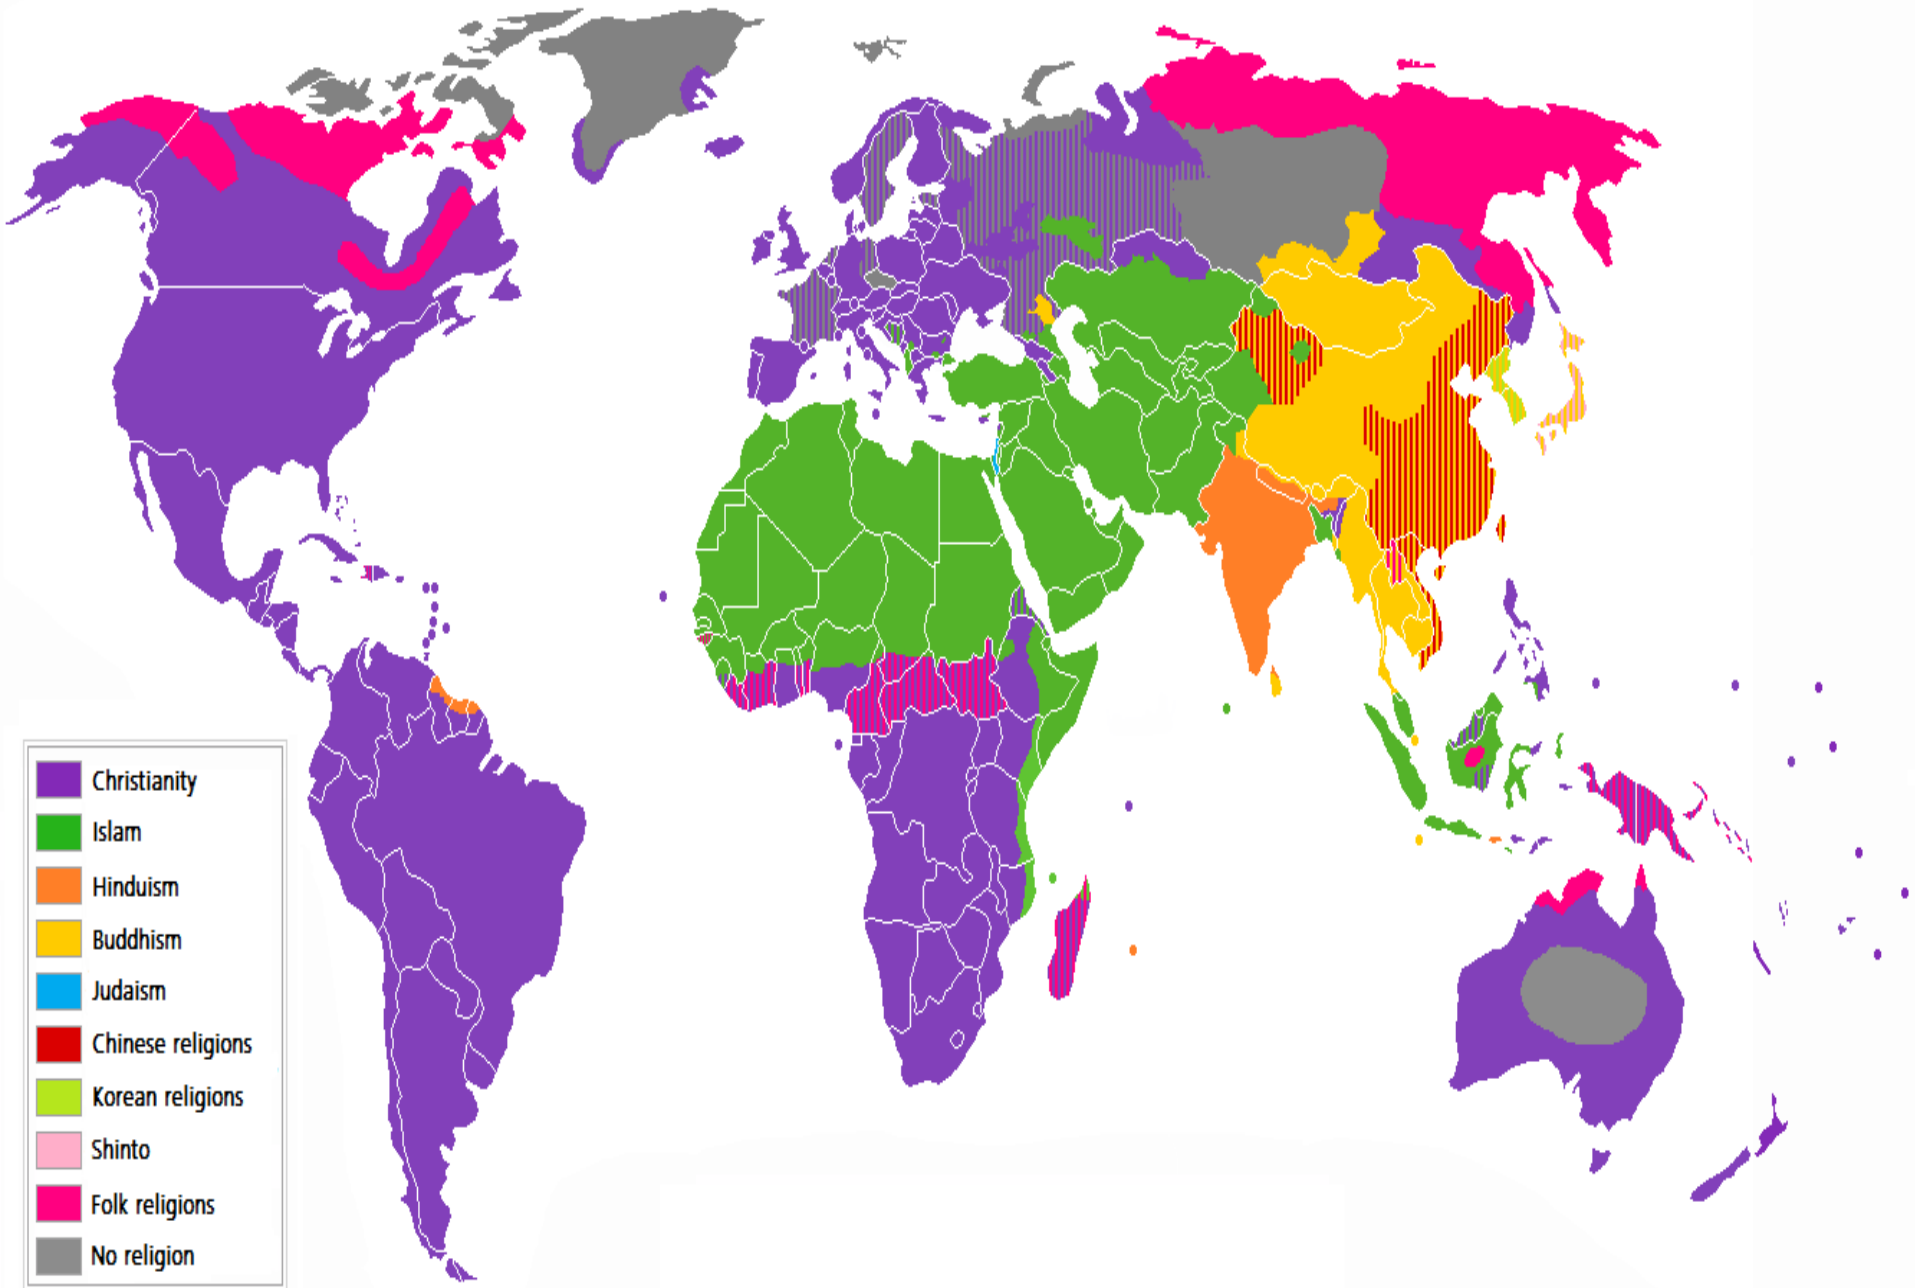 Christianity
Islam
Hinduism
Buddhism
Judaism
Chinese religions
Korean religions
Shinto
Folk religions
No religion